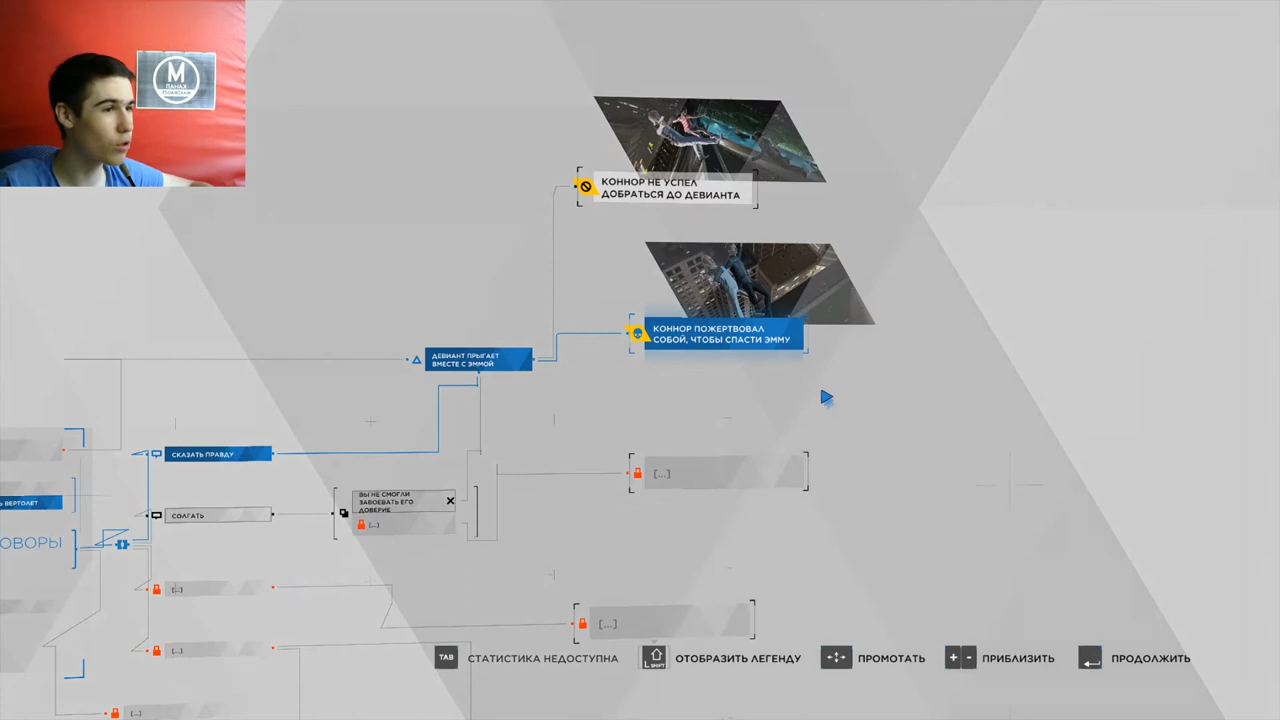 М
КОННОР НЕ УСПЕЛ
ДОБРАТЬСЯ ДО ДЕВИАНТА
КОННОР ПОЖЕРТВОВАЛ
СОБОЙ, ЧТОБЫ СПАСТИ ЭММУ
ДЕВИАНТ ПРЫГАЕТ
ВМЕСТЕ С ЭММОЙ
СКАЗАТЬ ПРАВДУ
[...]
ВЫ НЕ СМОГЛИ
ЗАВОЕВАТЬ ЕГО
ДОВЕРИЕ
[...]
Ь ВЕРТОЛЕТ
СОЛГАТЬ
ОВОРЫ
[...]
[...]
[...]
[...]
TAB СТАТИСТИКА НЕДОСТУПНА
L SHIFT ОТОБРАЗИТЬ ЛЕГЕНДУ
ПРОМОТАТЬ
+ - ПРИБЛИЗИТЬ
ПРОДОЛЖИТЬ